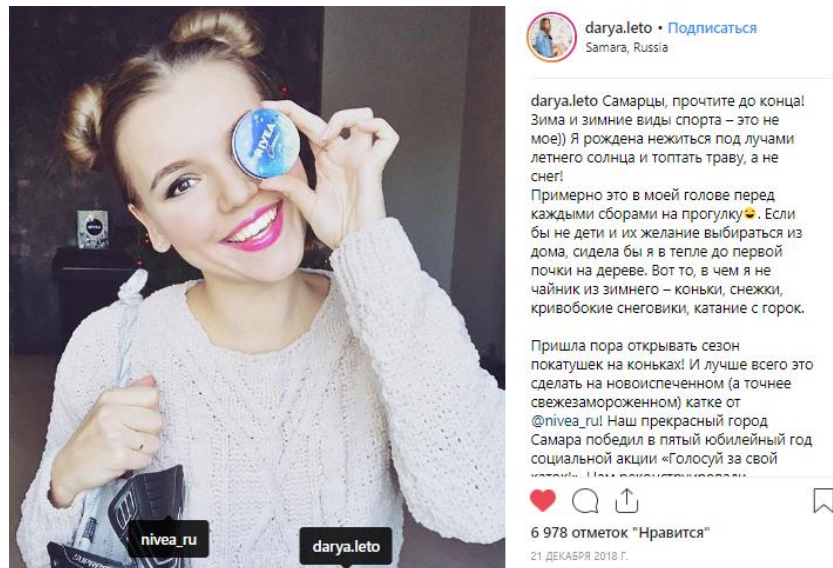 darya.leto • Подписаться
Samara, Russia
darya.leto Самарцы, прочтите до конца!
Зима и зимние виды спорта – это не
мое)) Я рождена нежиться под лучами
летнего солнца и топтать траву, а не
снег!
Примерно это в моей голове перед
каждыми сборами на прогулку😆. Если
бы не дети и их желание выбираться из
дома, сидела бы я в тепле до первой
почки на дереве. Вот то, в чем я не
чайник из зимнего – коньки, снежки,
кривобокие снеговики, катание с горок.
Пришла пора открывать сезон
покатушек на коньках! И лучше всего это
сделать на новоиспеченном (а точнее
свежезамороженном) катке от
@nivea_ru! Наш прекрасный город
Самара победил в пятый юбилейный год
социальной акции «Голосуй за свой
каток!». Нам реконструировали
6 978 отметок "Нравится"
21 ДЕКАБРЯ 2018 Г.
NIVEA
Creme
NIVEA
nivea_ru
darya.leto